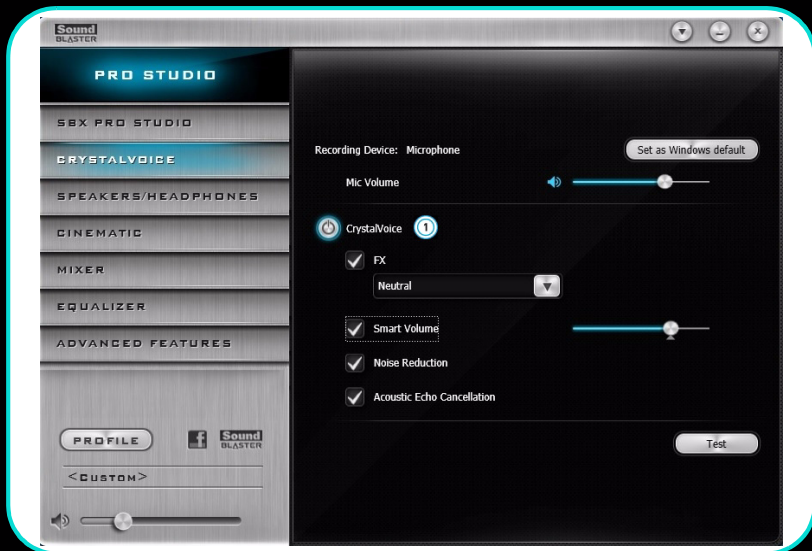 Sound
BLASTER
PRO STUDIO
SBX PRO STUDIO
CRYSTALVOICE
SPEAKERS/HEADPHONES
CINEMATIC
MIXER
EQUALIZER
ADVANCED FEATURES
PROFILE
f
Sound
BLASTER
<CUSTOM>
Recording Device: Microphone
Set as Windows default
Mic Volume
CrystalVoice 1
FX
Neutral
Smart Volume
Noise Reduction
Acoustic Echo Cancellation
Test